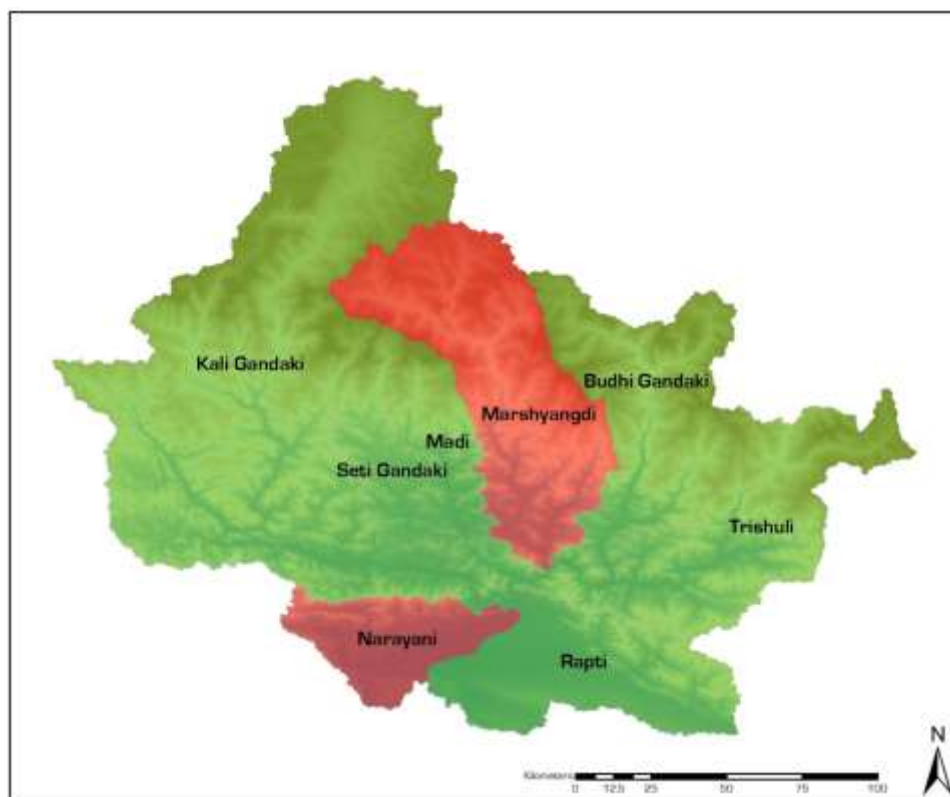 Kali Gandaki
Budhi Gandaki
Marshyangdi
Madi
Seti Gandaki
Trishuli
Narayani
Rapti
N
Kilometers
0 12.5 25 50 75 100